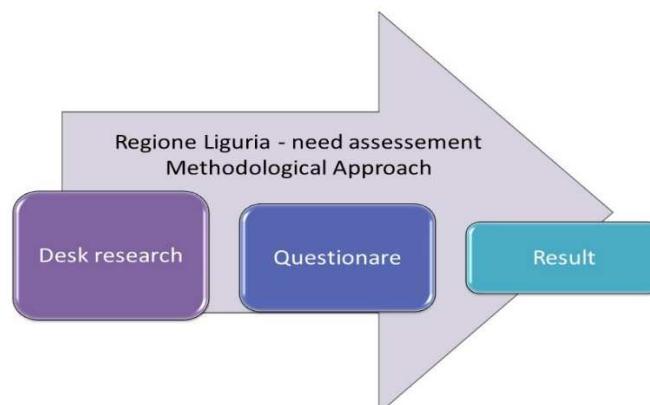 Regione Liguria - need assessement
Methodological Approach
Desk research
Questionare
Result